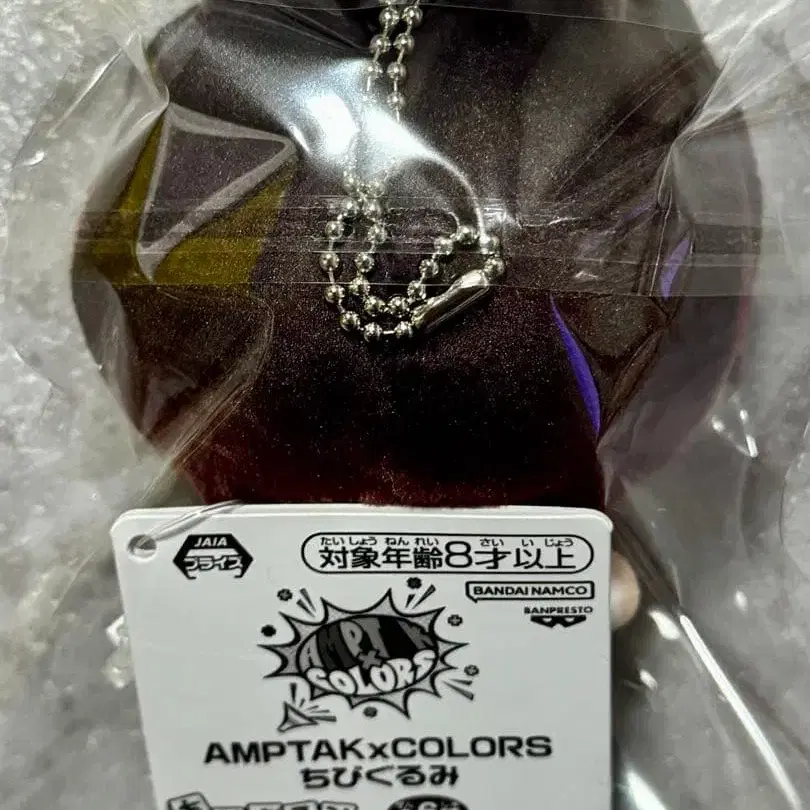 JAIA
プライズ
たいしょうねんれい さいいじょう
対象年齢8才以上
BANDAI NAMCO
BANPRESTO
AMPTAK
×
COLORS
AMPTAK×COLORS
ちびぐるみ